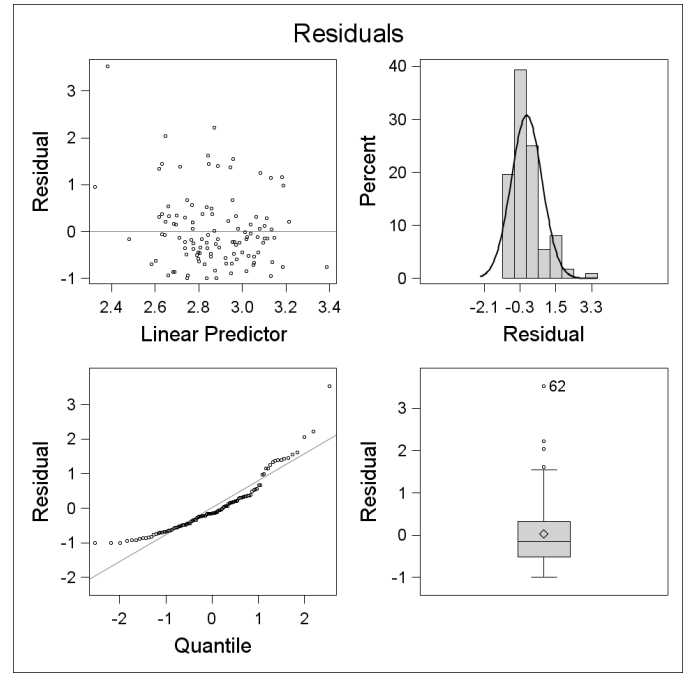 Residuals
Residual
3
2
1
0
-1
2.4 2.6 2.8 3.0 3.2 3.4
Linear Predictor
Percent
40
30
20
10
0
-2.1 -0.3 1.5 3.3
Residual
Residual
3
2
1
0
-1
-2
-2 -1 0 1 2
Quantile
Residual
3
2
1
0
-1
62